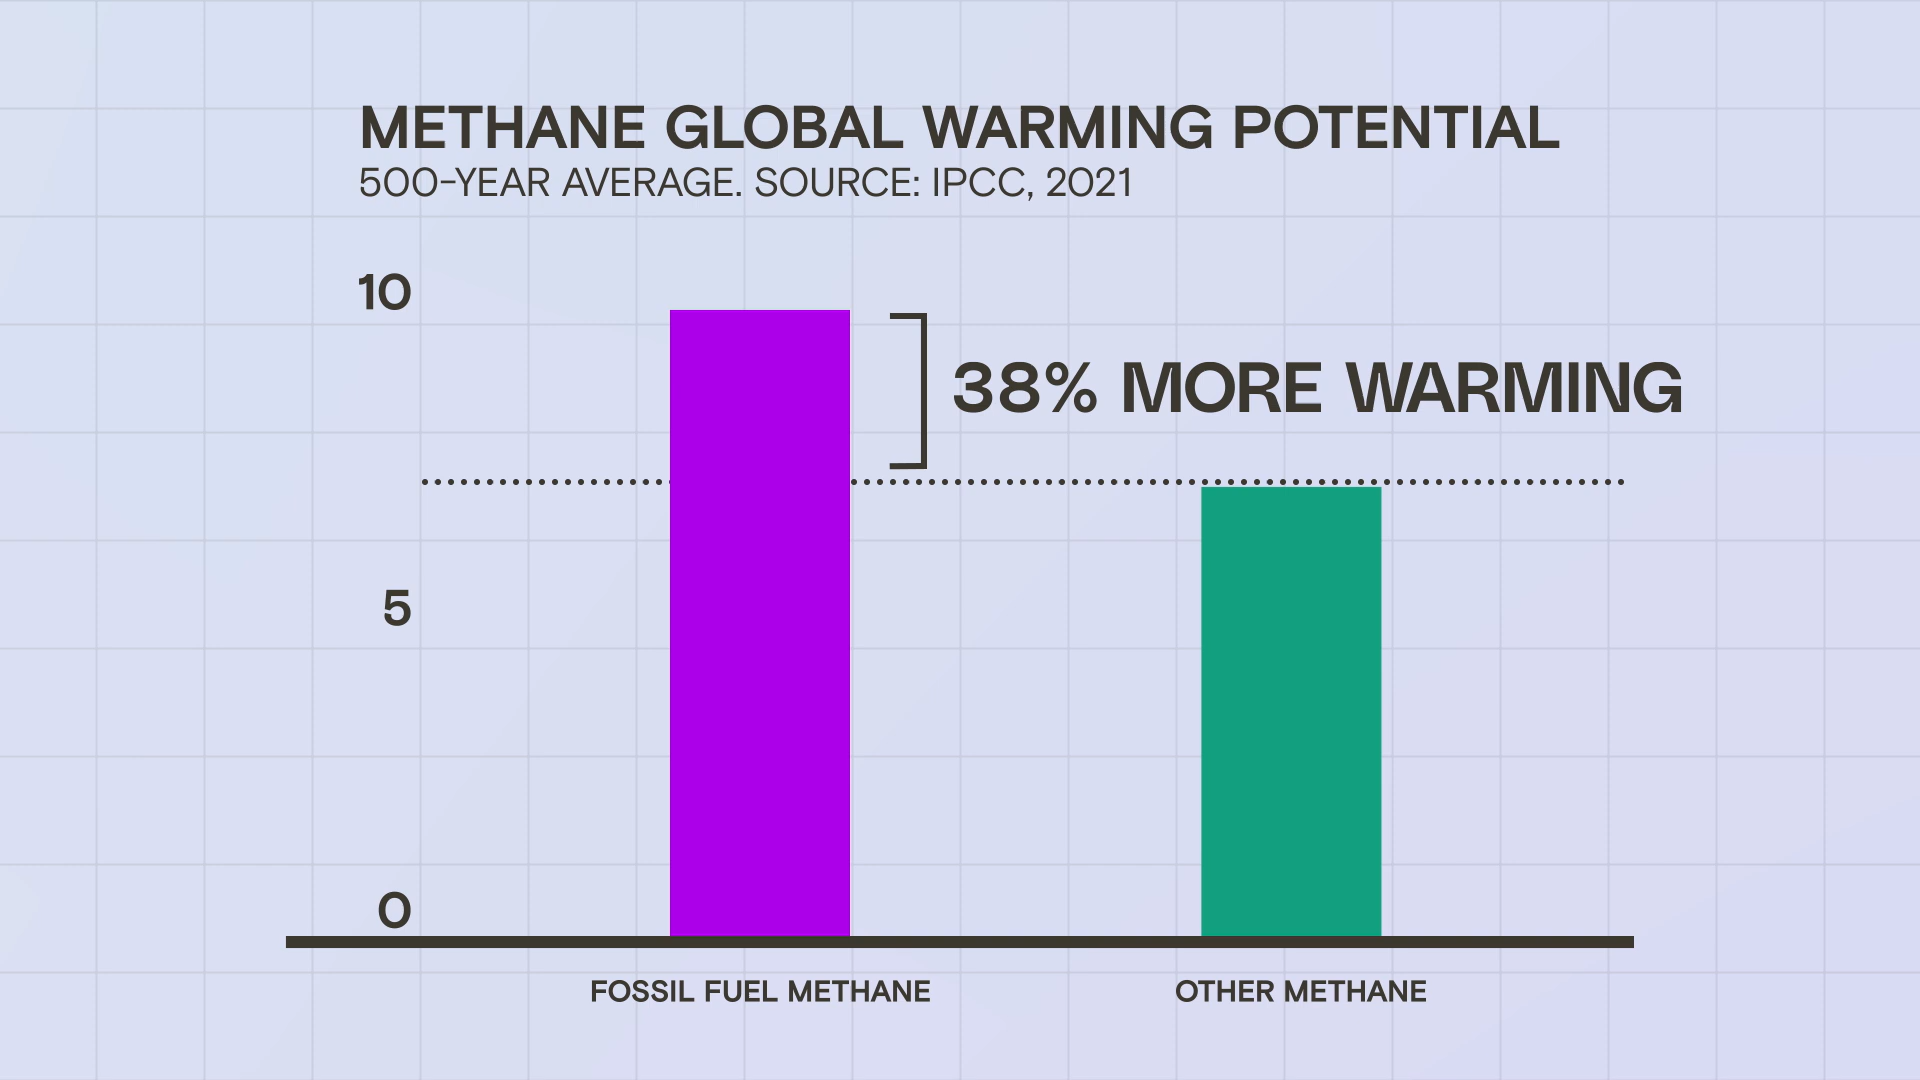 METHANE GLOBAL WARMING POTENTIAL
500-YEAR AVERAGE. SOURCE: IPCC, 2021
10
38% MORE WARMING
5
0
FOSSIL FUEL METHANE
OTHER METHANE